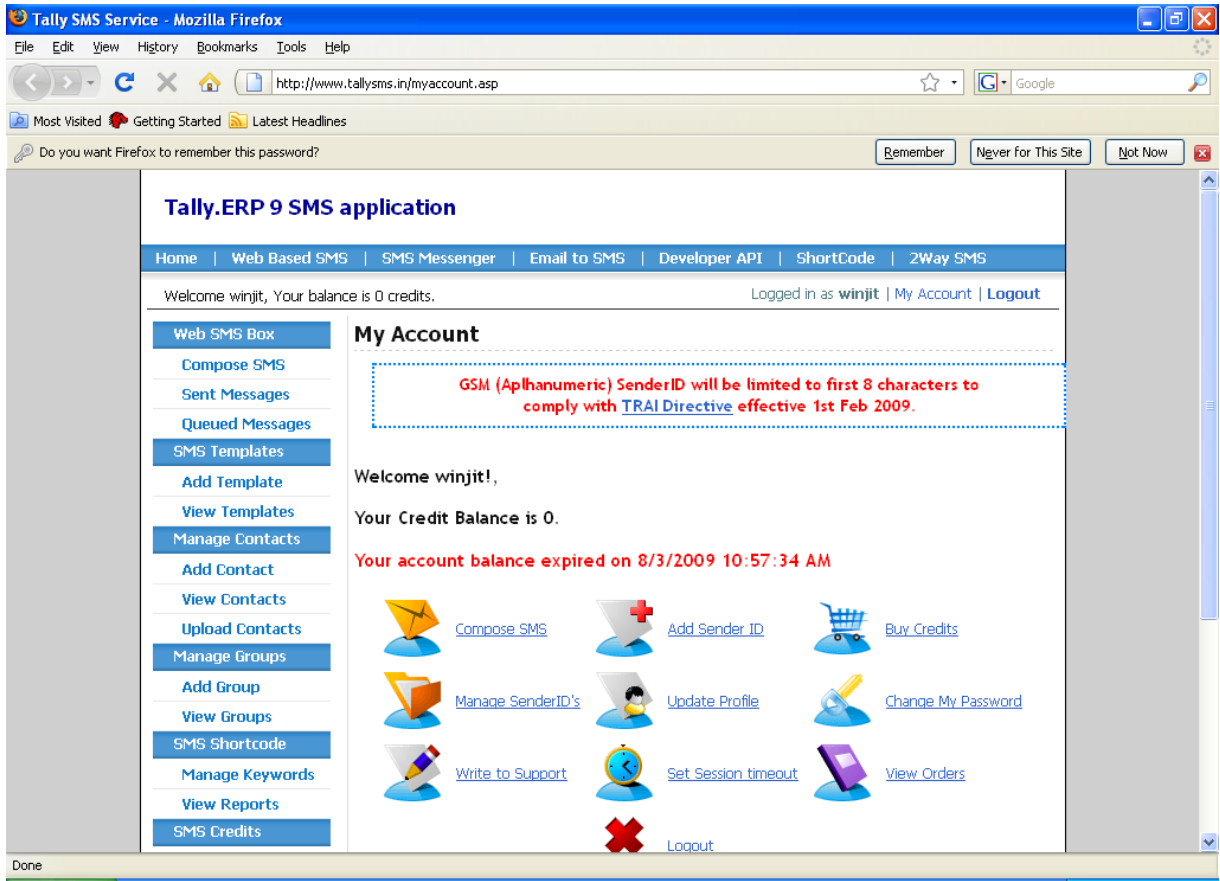 Tally SMS Service - Mozilla Firefox
File Edit View History Bookmarks Tools Help
http://www.tallysms.in/myaccount.asp
G Google
Most Visited Getting Started Latest Headlines
Do you want Firefox to remember this password? Remember Never for This Site Not Now
Tally.ERP 9 SMS application
Home | Web Based SMS | SMS Messenger | Email to SMS | Developer API | ShortCode | 2Way SMS
Welcome winjit, Your balance is 0 credits. Logged in as winjit | My Account | Logout
Web SMS Box
Compose SMS
Sent Messages
Queued Messages
SMS Templates
Add Template
View Templates
Manage Contacts
Add Contact
View Contacts
Upload Contacts
Manage Groups
Add Group
View Groups
SMS Shortcode
Manage Keywords
View Reports
SMS Credits
My Account
GSM (Aplhanumeric) SenderID will be limited to first 8 characters to
comply with TRAI Directive effective 1st Feb 2009.
Welcome winjit!,
Your Credit Balance is 0.
Your account balance expired on 8/3/2009 10:57:34 AM
Compose SMS Add Sender ID Buy Credits
Manage SenderID's Update Profile Change My Password
Write to Support Set Session timeout View Orders
Logout
Done